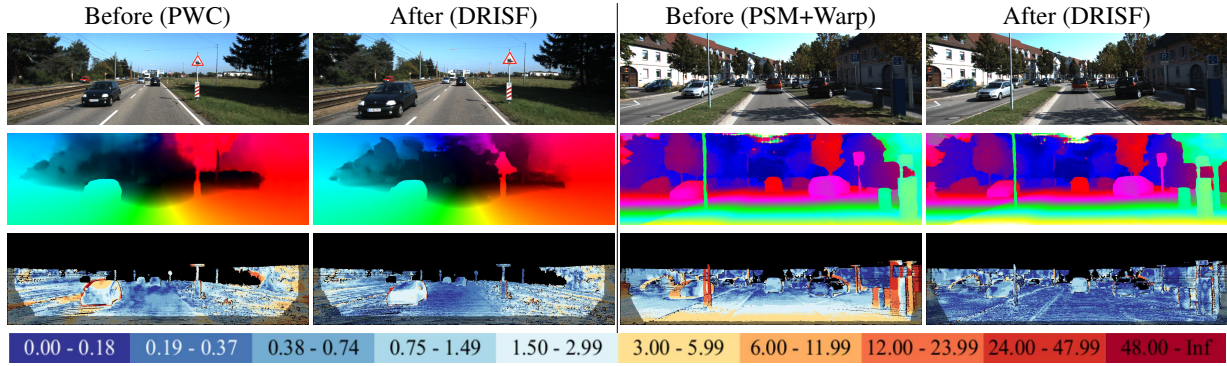 Before (PWC) After (DRISF) Before (PSM+Warp) After (DRISF)
0.00 - 0.18 0.19 - 0.37 0.38 - 0.74 0.75 - 1.49 1.50 - 2.99 3.00 - 5.99 6.00 - 11.99 12.00 - 23.99 24.00 - 47.99 48.00 - Inf